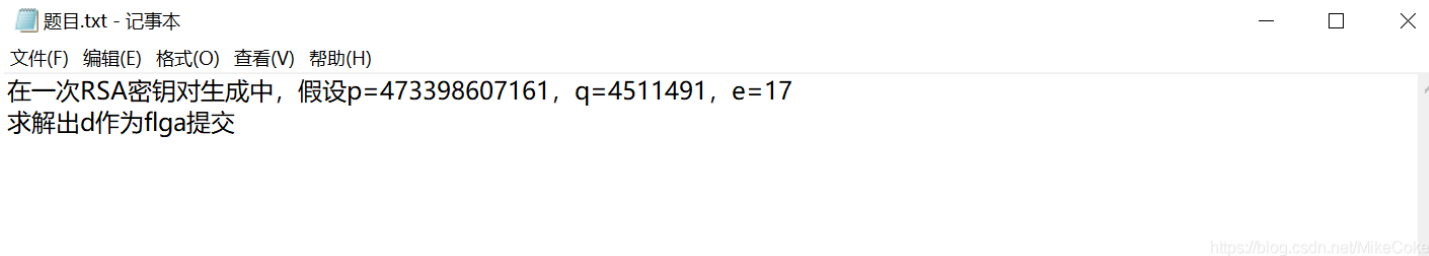 题目.txt - 记事本
文件(F) 编辑(E) 格式(O) 查看(V) 帮助(H)
在一次RSA密钥对生成中，假设p=473398607161，q=4511491，e=17
求解出d作为flga提交
https://blog.csdn.net/MikeCoke